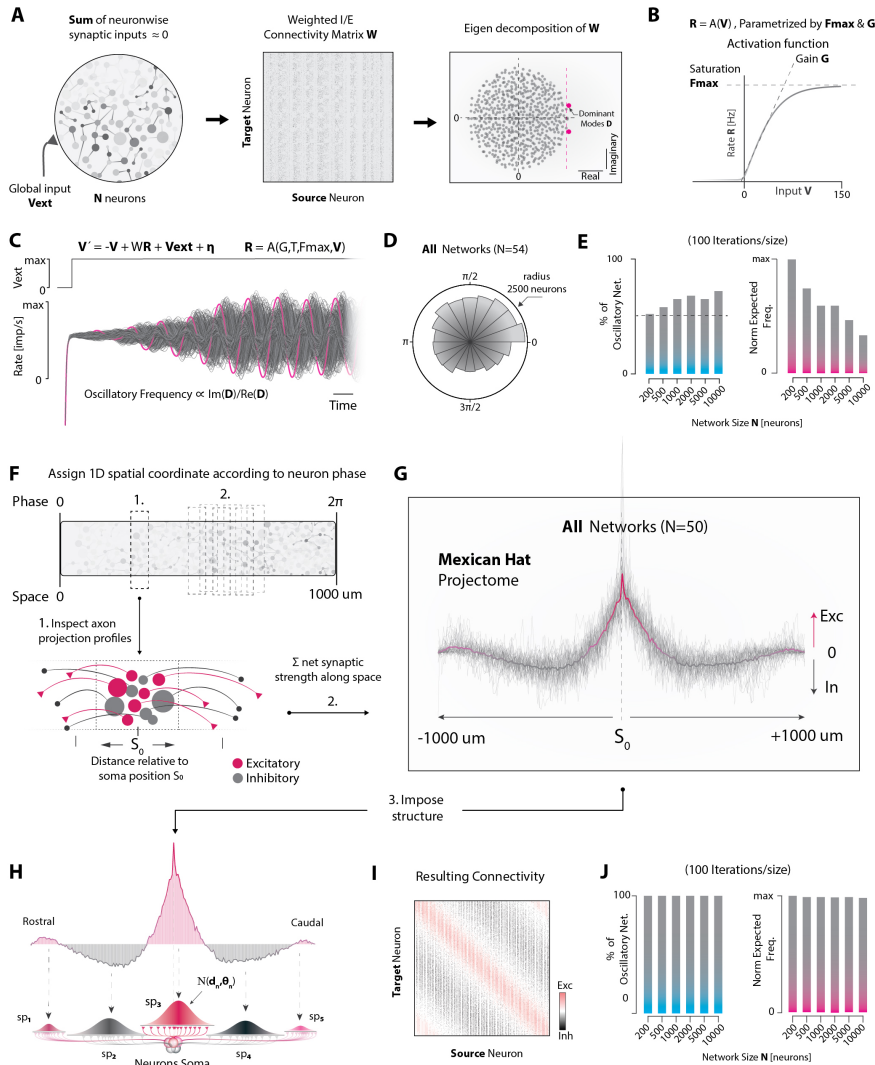 A
Sum of neuronwise
synaptic inputs ≈ 0
Global input
Vext
N neurons
Weighted I/E
Connectivity Matrix W
Target Neuron
Source Neuron
Eigen decomposition of W
0
0
Dominant
Modes D
Imaginary
Real
B
R = A(V) , Parametrized by Fmax & G
Activation function
Gain G
Saturation
Fmax
Rate R [Hz]
0
Input V
150
C
V´ = -V + WR + Vext + η
R = A(G,T,Fmax,V)
Vext
max
0
Rate [imp/s]
max
0
Oscillatory Frequency ∝ Im(D)/Re(D)
Time
D
All Networks (N=54)
π/2
radius
2500 neurons
π
0
3π/2
E
(100 Iterations/size)
% of
Oscillatory Net.
100
0
200
500
1000
2000
5000
10000
Norm Expected
Freq.
max
0
200
500
1000
2000
5000
10000
Network Size N [neurons]
F
Assign 1D spatial coordinate according to neuron phase
Phase
0
1.
2.
2π
Space
0
1000 um
1. Inspect axon
projection profiles
Σ net synaptic
strength along space
2.
S0
Distance relative to
soma position S0
Excitatory
Inhibitory
G
All Networks (N=50)
Mexican Hat
Projectome
Exc
0
In
-1000 um
S0
+1000 um
3. Impose
structure
H
Rostral
Caudal
N(dn,θn)
sp1
sp2
sp3
sp4
sp5
Neurons Soma
I
Resulting Connectivity
Target Neuron
Source Neuron
Exc
Inh
J
(100 Iterations/size)
% of
Oscillatory Net.
100
0
200
500
1000
2000
5000
10000
Norm Expected
Freq.
max
0
200
500
1000
2000
5000
10000
Network Size N [neurons]